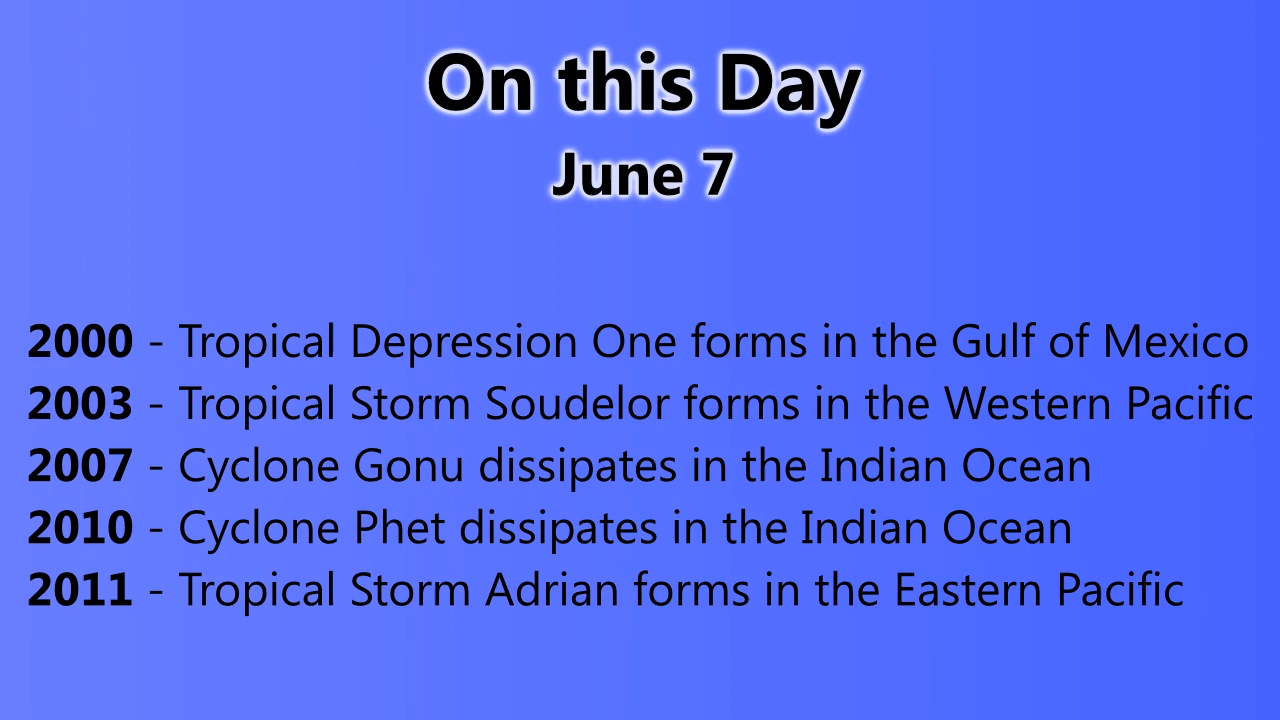 On this Day
June 7
2000 - Tropical Depression One forms in the Gulf of Mexico
2003 - Tropical Storm Soudelor forms in the Western Pacific
2007 - Cyclone Gonu dissipates in the Indian Ocean
2010 - Cyclone Phet dissipates in the Indian Ocean
2011 - Tropical Storm Adrian forms in the Eastern Pacific